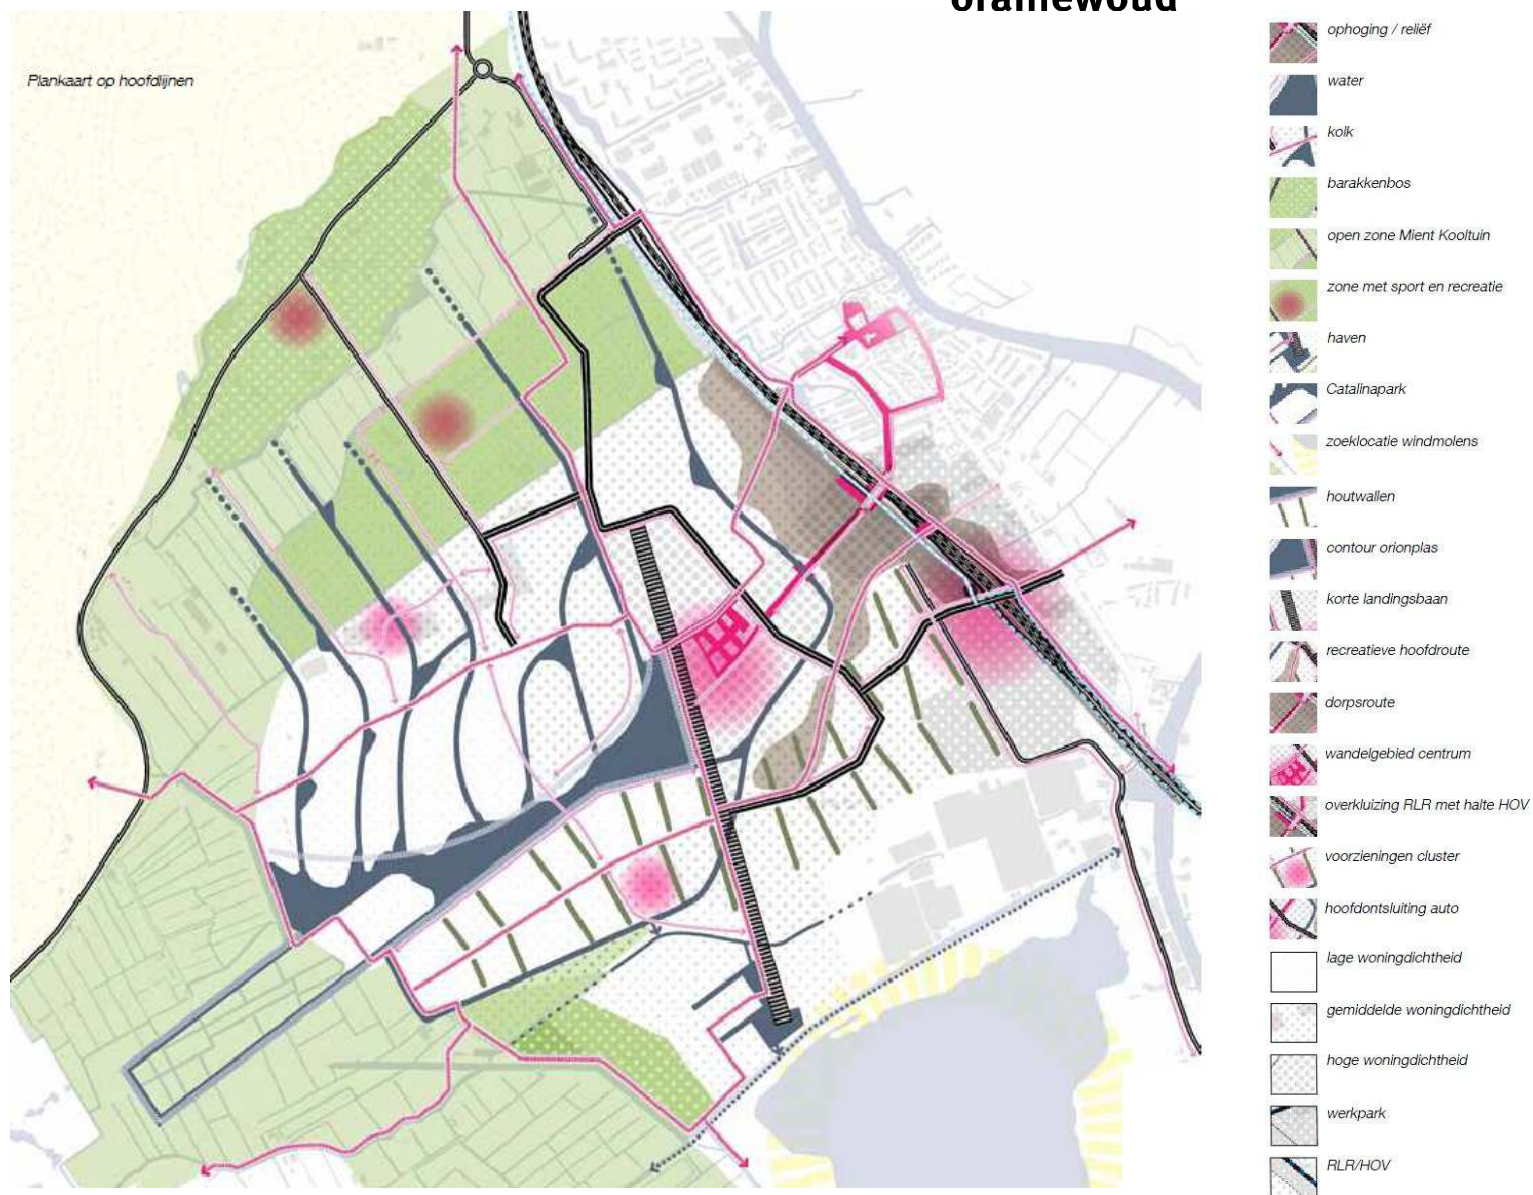 oranjewoud
Plankaart op hoofdlijnen
ophoging / reliëf
water
kolk
barakkenbos
open zone Mient Kooltuin
zone met sport en recreatie
haven
Catalinapark
zoeklocatie windmolens
houtwallen
contour orionplas
korte landingsbaan
recreatieve hoofdroute
dorpsroute
wandelgebied centrum
overkluizing RLR met halte HOV
voorzieningen cluster
hoofdontsluiting auto
lage woningdichtheid
gemiddelde woningdichtheid
hoge woningdichtheid
werkpark
RLR/HOV